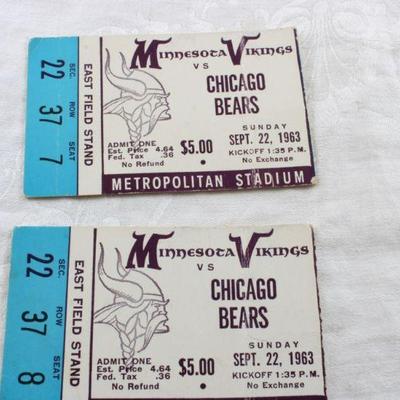 SEC. ROW SEAT
22 37 7
EAST FIELD STAND
MINNESOTA VIKINGS
VS
CHICAGO
BEARS
ADMIT ONE
Est. Price 4.64
Fed. Tax .36
No Refund
$5.00
SUNDAY
SEPT. 22, 1963
KICKOFF 1:35 P.M.
No Exchange
METROPOLITAN STADIUM
SEC. ROW SEAT
22 37 8
EAST FIELD STAND
MINNESOTA VIKINGS
VS
CHICAGO
BEARS
ADMIT ONE
Est. Price 4.64
Fed. Tax .36
No Refund
$5.00
SUNDAY
SEPT. 22, 1963
KICKOFF 1:35 P.M.
No Exchange